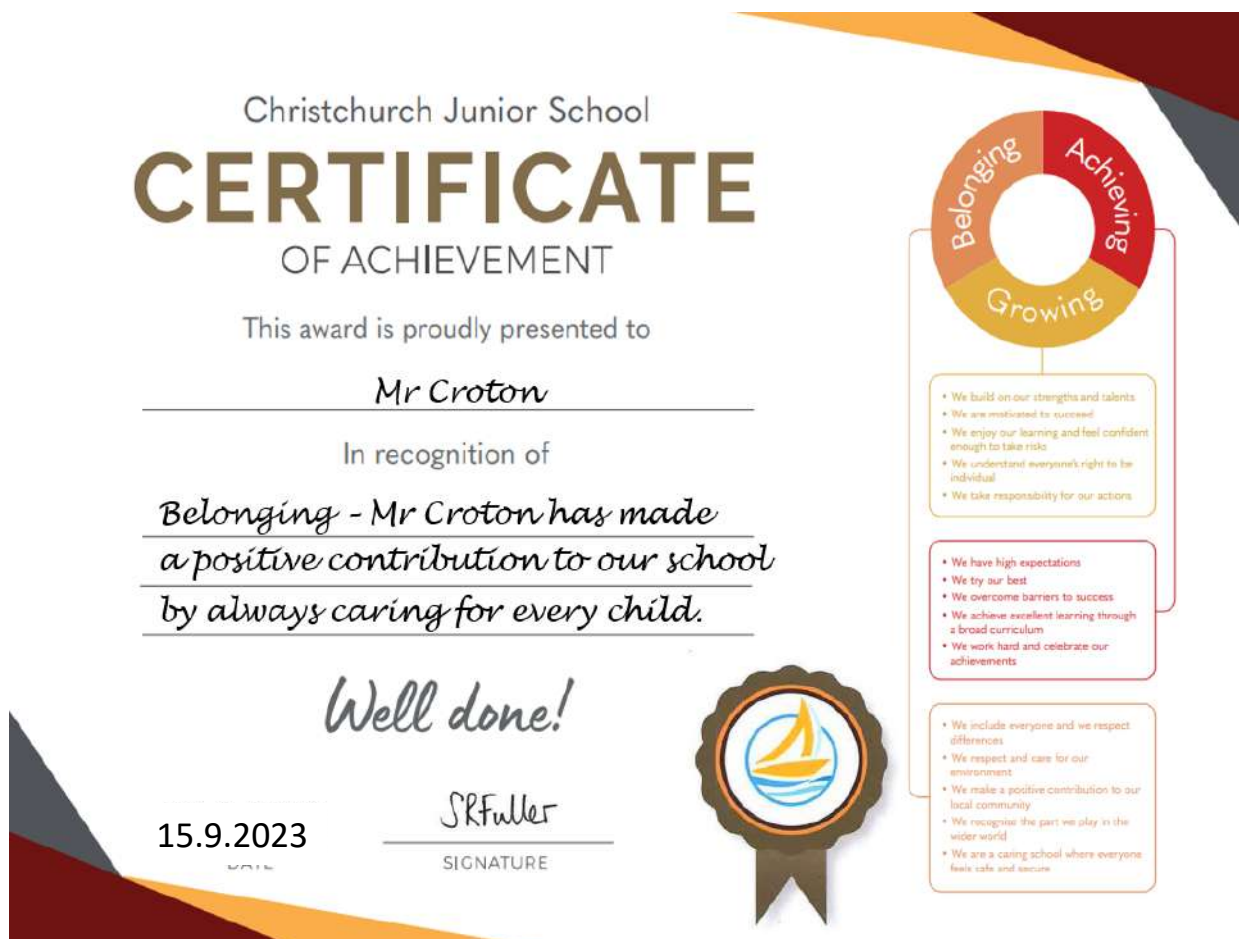 Christchurch Junior School
CERTIFICATE
OF ACHIEVEMENT
This award is proudly presented to
Mr Croton
In recognition of
Belonging - Mr Croton has made
a positive contribution to our school
by always caring for every child.
Well done!
15.9.2023
DATE
SRFuller
SIGNATURE
Belonging
Achieving
Growing
• We build on our strengths and talents
• We are motivated to succeed
• We enjoy our learning and feel confident
enough to take risks
• We understand everyone's right to be
individual
• We take responsibility for our actions
• We have high expectations
• We try our best
• We overcome barriers to success
• We achieve excellent learning through
a broad curriculum
• We work hard and celebrate our
achievements
• We include everyone and we respect
differences
• We respect and care for our
environment
• We make a positive contribution to our
local community
• We recognise the part we play in the
wider world
• We are a caring school where everyone
feels safe and secure